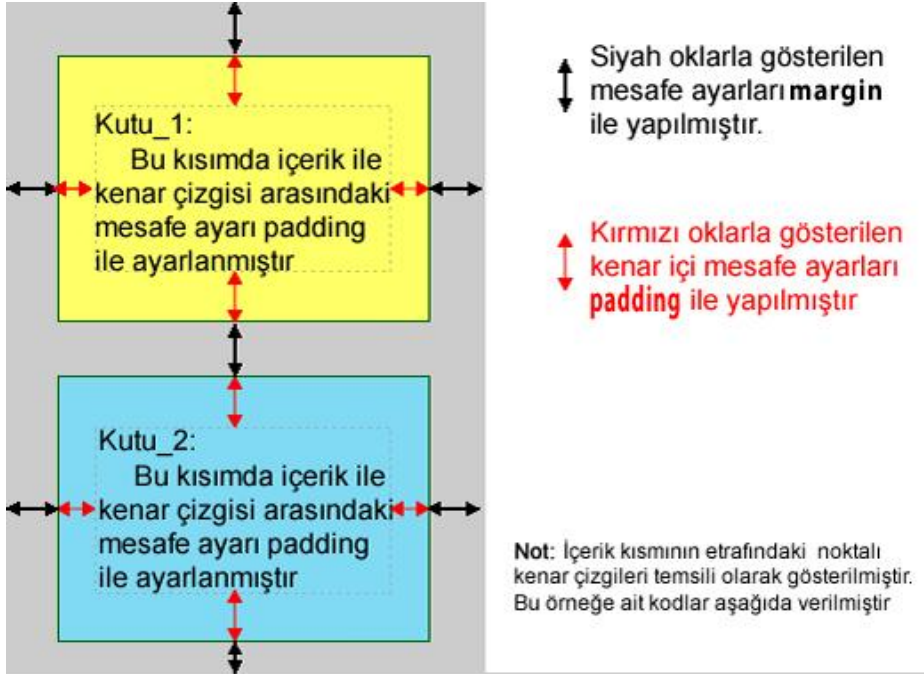 Kutu_1:
Bu kısımda içerik ile
kenar çizgisi arasındaki
mesafe ayarı padding
ile ayarlanmıştır
Kutu_2:
Bu kısımda içerik ile
kenar çizgisi arasındaki
mesafe ayarı padding
ile ayarlanmıştır
Siyah oklarla gösterilen
mesafe ayarları margin
ile yapılmıştır.
Kırmızı oklarla gösterilen
kenar içi mesafe ayarları
padding ile yapılmıştır
Not: İçerik kısmının etrafındaki noktalı
kenar çizgileri temsili olarak gösterilmiştir.
Bu örneğe ait kodlar aşağıda verilmiştir